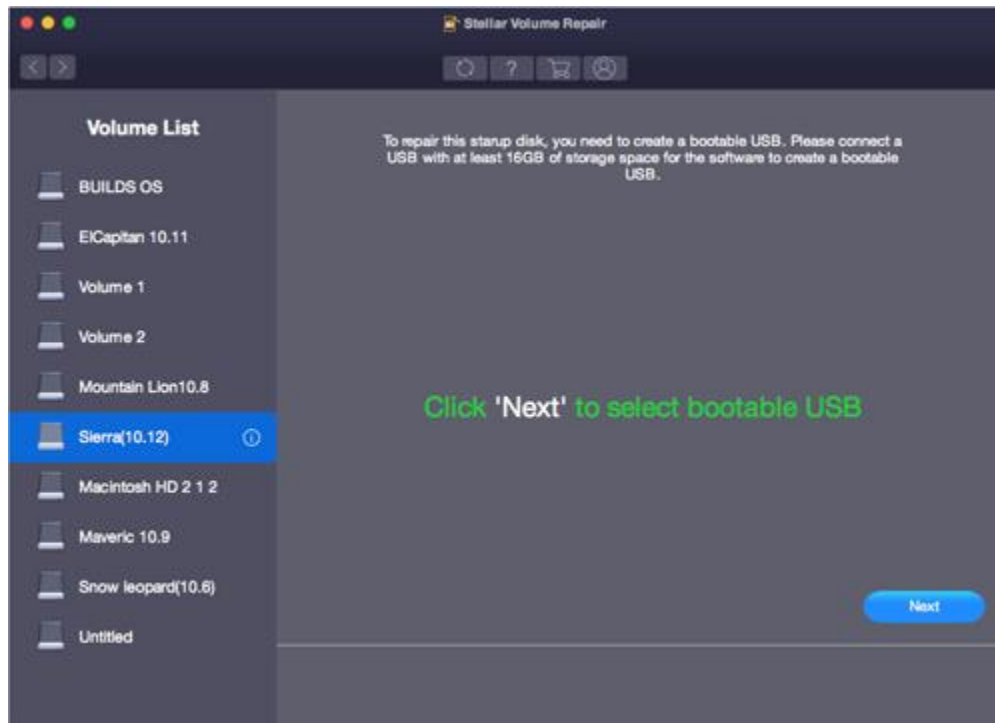 Stellar Volume Repair
?
Volume List
To repair this starup disk, you need to create a bootable USB. Please connect a
USB with at least 16GB of storage space for the software to create a bootable
USB.
BUILDS OS
ElCapitan 10.11
Volume 1
Volume 2
Mountain Lion10.8
Click 'Next' to select bootable USB
Sierra(10.12)
Macintosh HD 2 1 2
Maveric 10.9
Snow leopard(10.6)
Next
Untitled